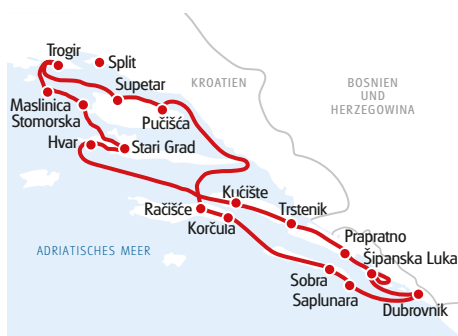 Trogir
Split
KROATIEN
BOSNIEN
UND
HERZEGOWINA
Supetar
Maslinica
Stomorska
Pučišća
Hvar
Stari Grad
Kućište
Račišće
Korčula
Trstenik
ADRIATISCHES MEER
Prapratno
Šipanska Luka
Sobra
Saplunara
Dubrovnik